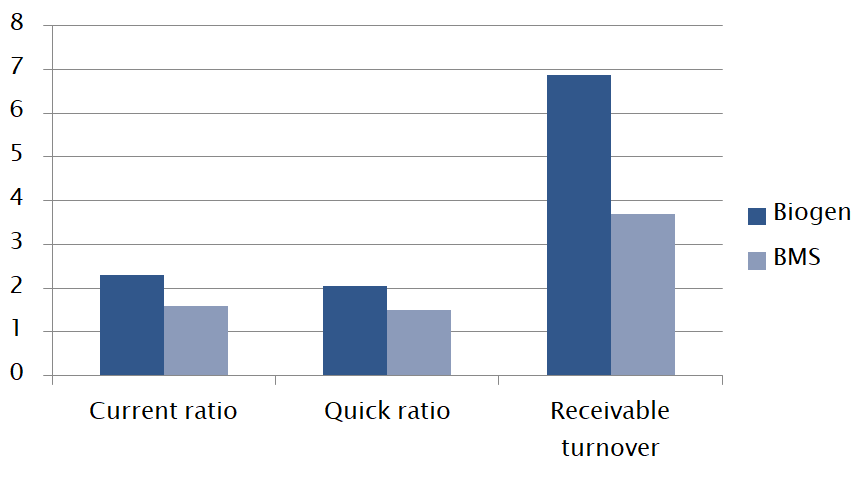 8
7
6
5
4
3
2
1
0
Current ratio
Quick ratio
Receivable
turnover
Biogen
BMS